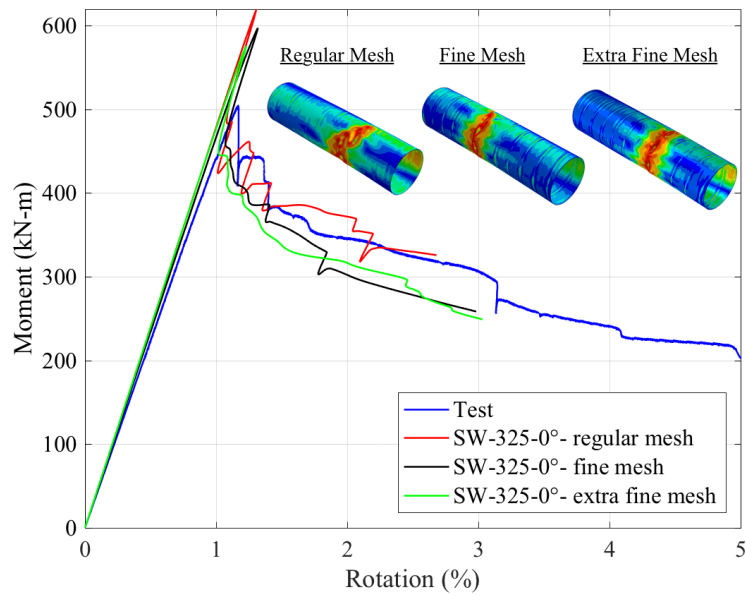 Regular Mesh Fine Mesh Extra Fine Mesh
600
500
400
300
200
100
0
Moment (kN-m)
Test
SW-325-0°- regular mesh
SW-325-0°- fine mesh
SW-325-0°- extra fine mesh
0 1 2 3 4 5
Rotation (%)